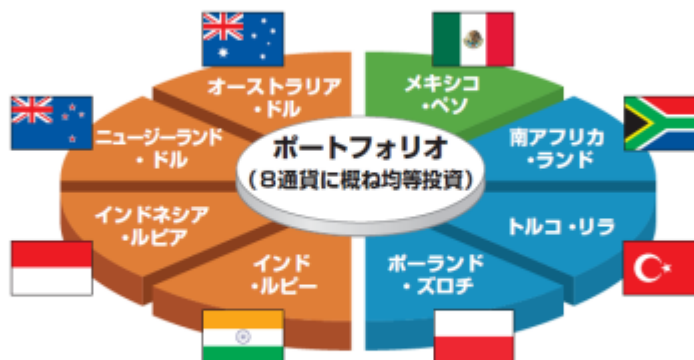 オーストラリア
・ドル
メキシコ
・ペソ
ニュージーランド
・ドル
南アフリカ
・ランド
ポートフォリオ
（8通貨に概ね均等投資）
インドネシア
・ルピア
トルコ・リラ
インド
・ルピー
ポーランド
・ズロチ